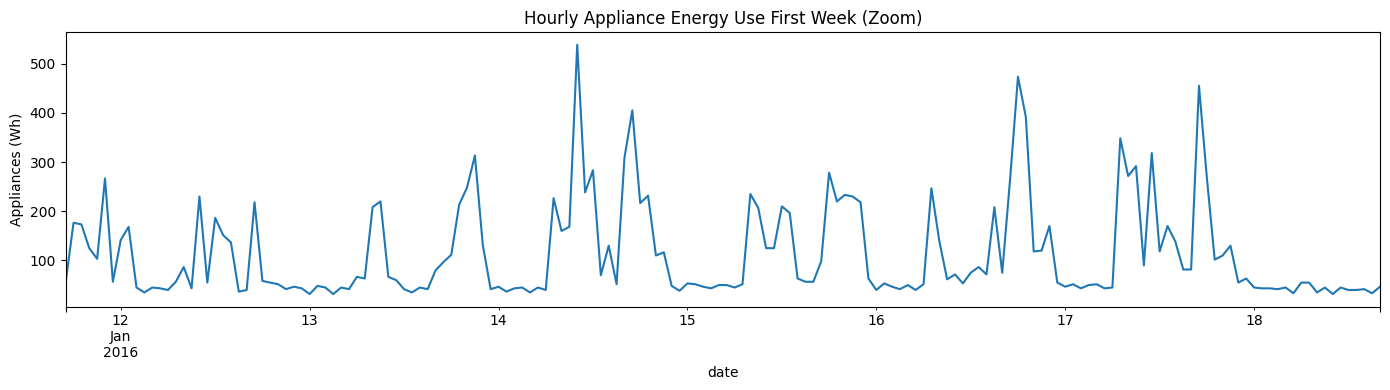 Hourly Appliance Energy Use First Week (Zoom)
Appliances (Wh)
500
400
300
200
100
12 13 14 15 16 17 18
Jan
2016
date